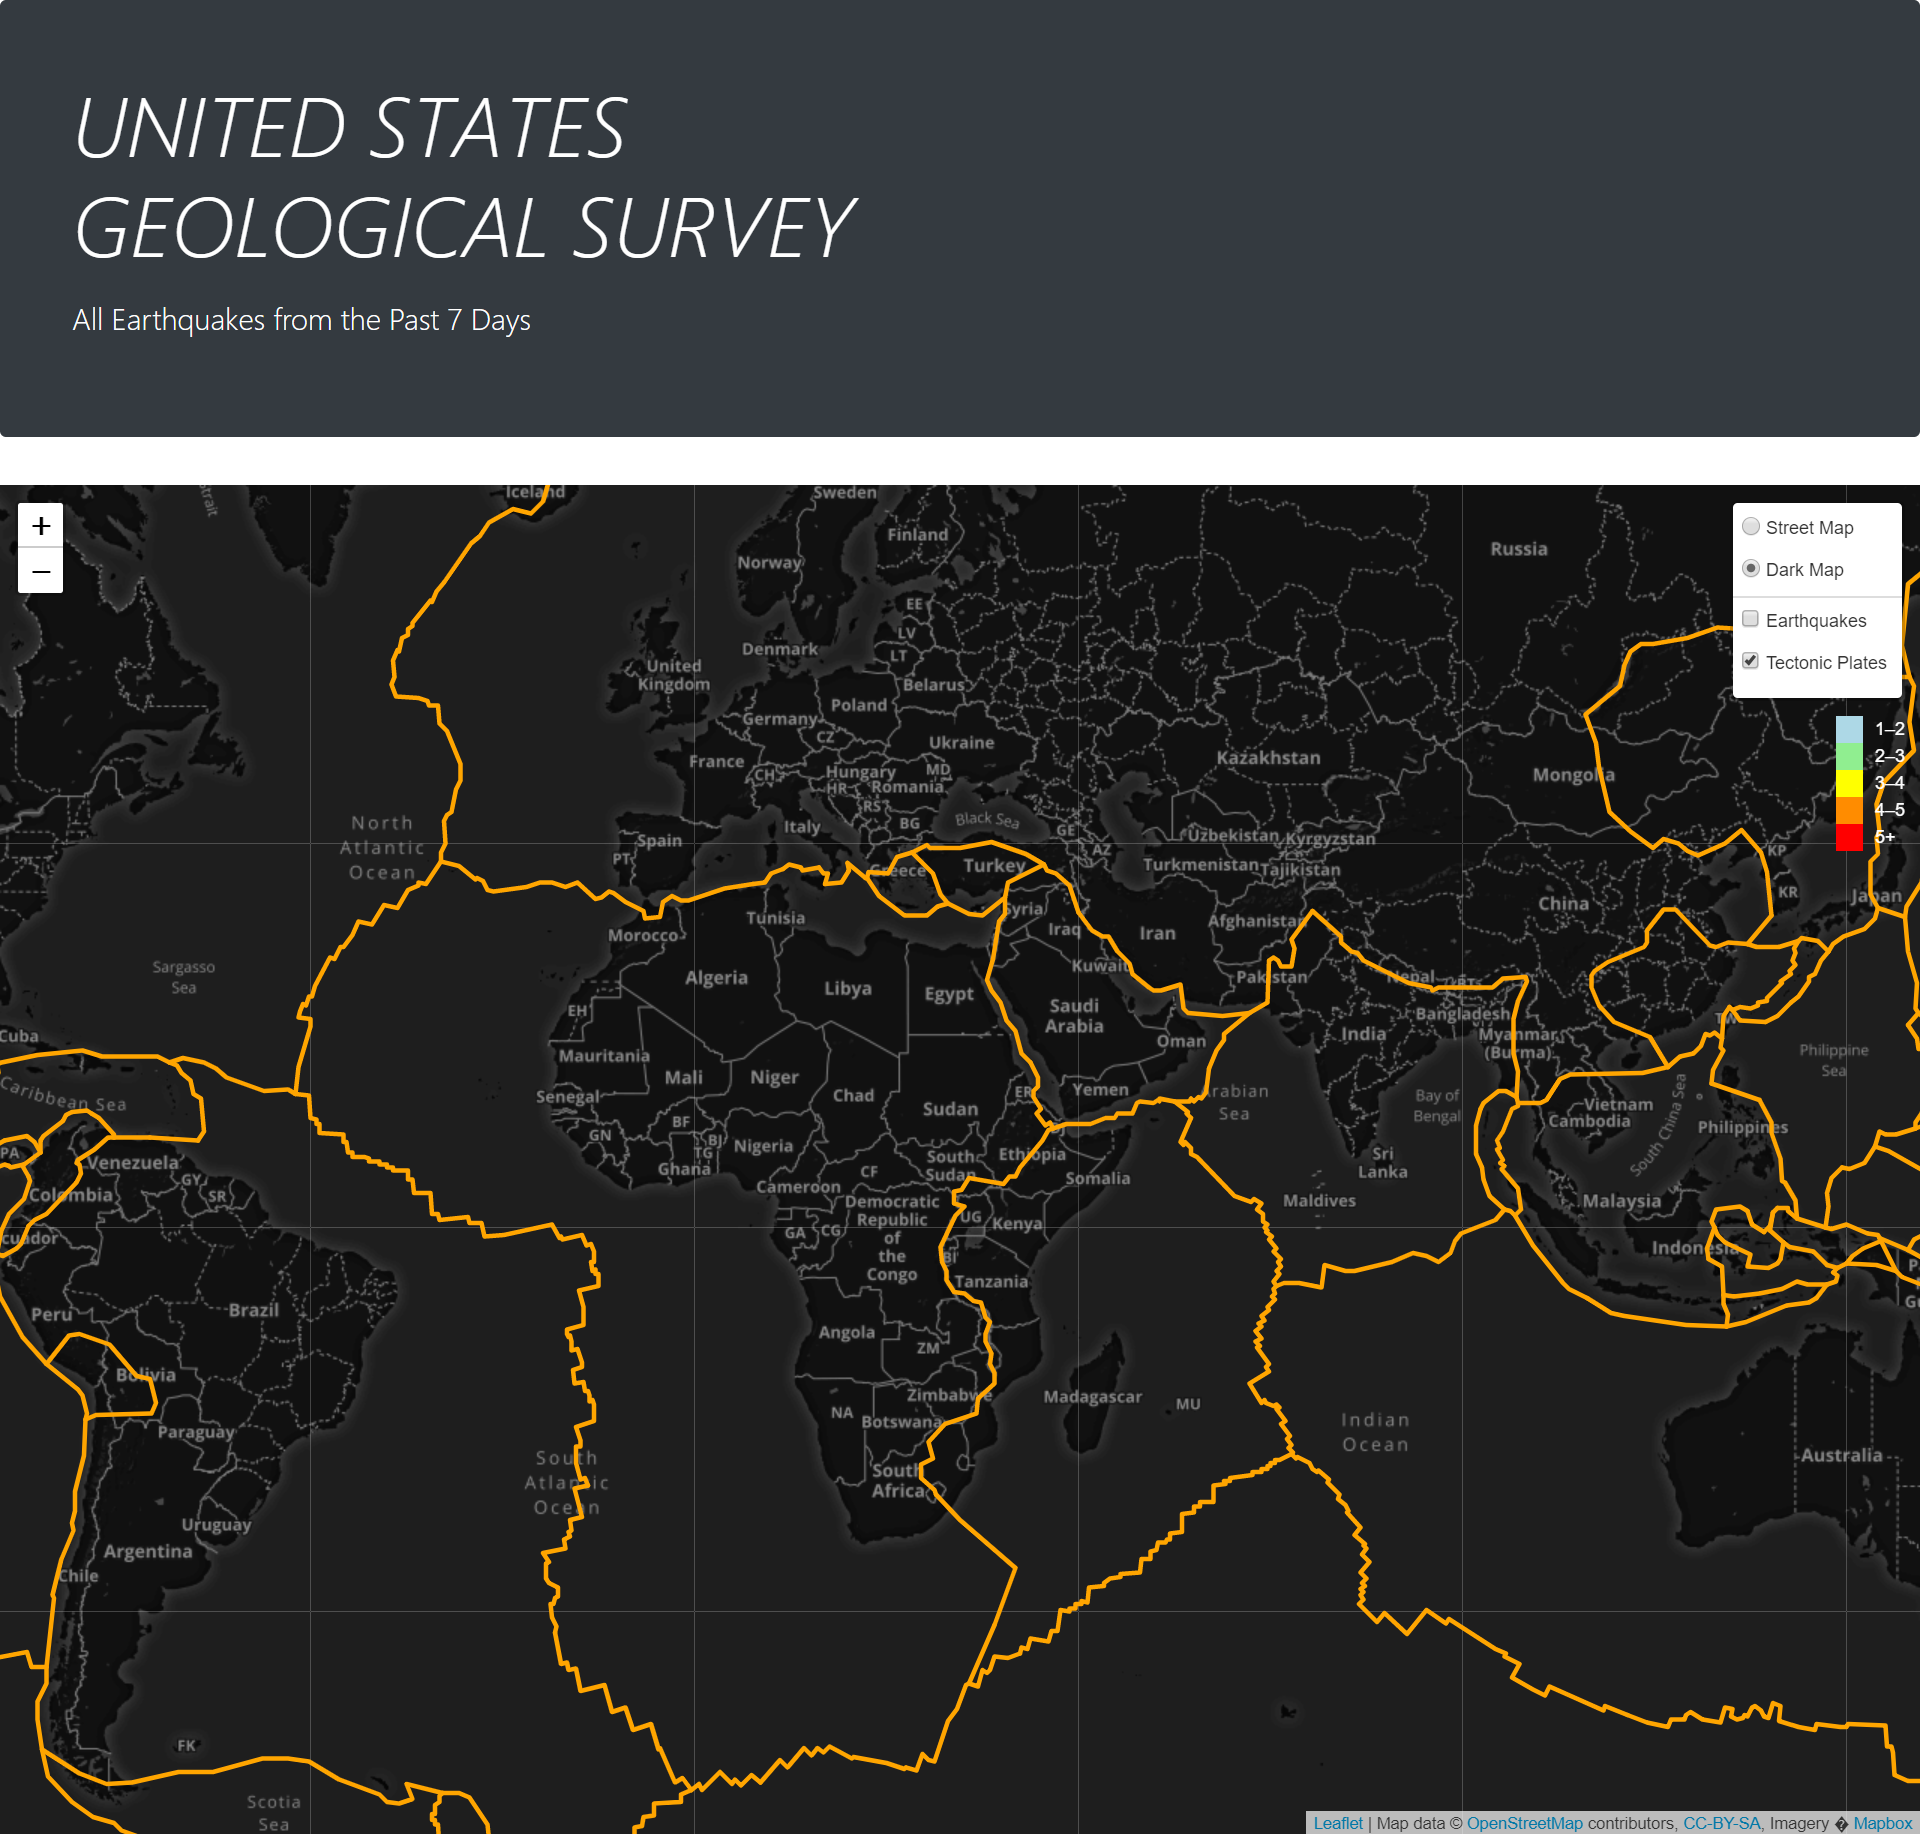 UNITED STATES
GEOLOGICAL SURVEY
All Earthquakes from the Past 7 Days
+
−
Street Map
Dark Map
Earthquakes
Tectonic Plates
1–2
2–3
3–4
4–5
5+
Iceland
Sweden
Finland
Russia
Norway
EE
LV
LT
Denmark
United
Kingdom
Belarus
Poland
Germany
CZ
Ukraine
France
CH
Hungary
MD
HR
Romania
RS
Kazakhstan
Mongolia
North
Atlantic
Ocean
Italy
BG
Black Sea
GE
Uzbekistan
Kyrgyzstan
Spain
PT
AZ
KP
Greece
Turkey
Turkmenistan
Tajikistan
KR
Japan
China
Tunisia
Syria
Morocco
Iraq
Iran
Afghanistan
Sargasso
Sea
Algeria
Libya
Egypt
Kuwait
Pakistan
Nepal
Saudi
Arabia
EH
Bangladesh
India
Myanmar
(Burma)
TW
Cuba
Oman
Philippine
Sea
Mauritania
Mali
Niger
Chad
Sudan
ER
Yemen
Arabian
Sea
Bay of
Bengal
Caribbean Sea
Senegal
Vietnam
Cambodia
South China Sea
Philippines
BF
GN
BJ
TG
Nigeria
DJ
Ghana
PA
Venezuela
South
Sudan
Ethiopia
Somalia
Sri
Lanka
GY
SR
Colombia
CF
Cameroon
Maldives
Malaysia
Democratic
Republic
of
the
Congo
UG
Kenya
GA
CG
BI
Indonesia
Tanzania
Peru
Brazil
Angola
ZM
Bolivia
Zimbabwe
Madagascar
MU
NA
Botswana
Indian
Ocean
Paraguay
South
Atlantic
Ocean
South
Africa
Australia
Uruguay
Argentina
Chile
FK
Scotia
Sea
Leaflet | Map data © OpenStreetMap contributors, CC-BY-SA, Imagery � Mapbox